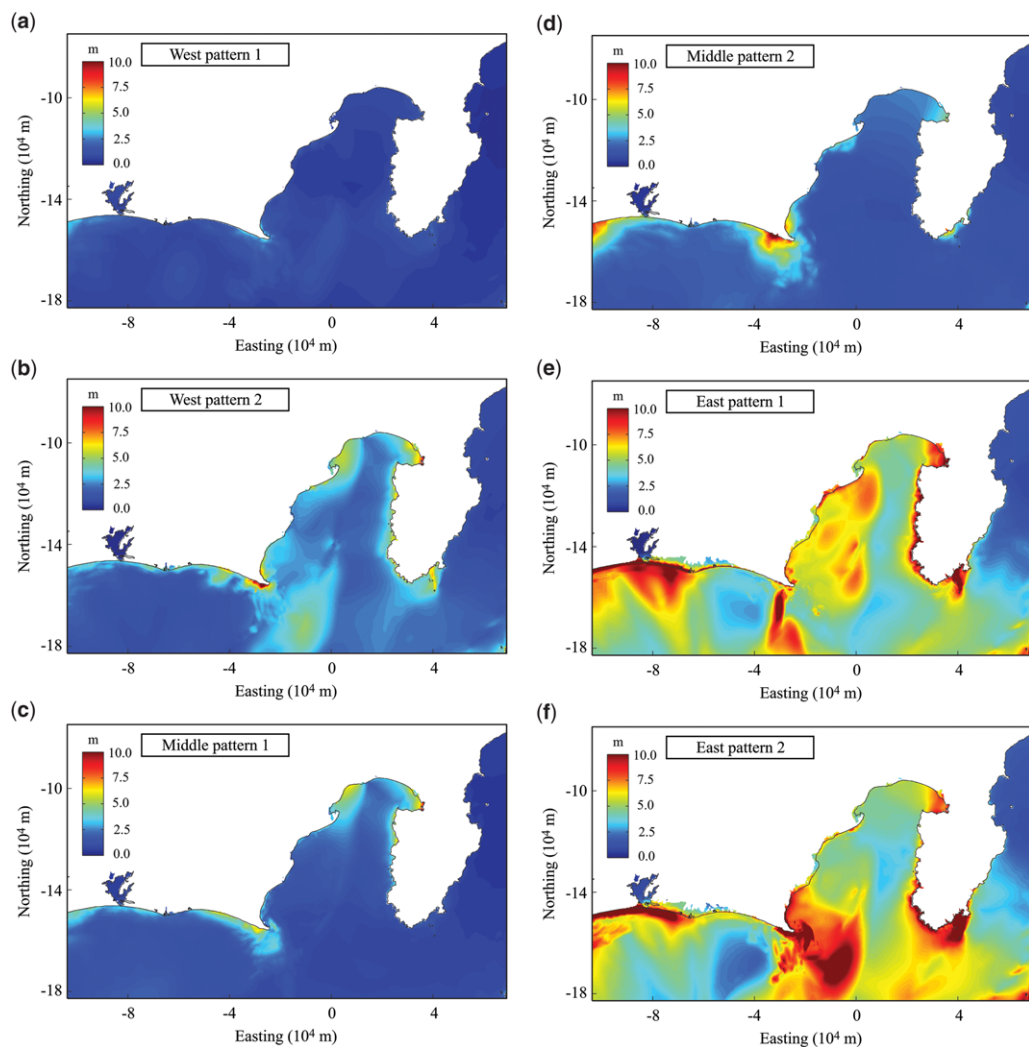 (a)
m
West pattern 1
10.0
7.5
5.0
2.5
0.0
-10
-14
-18
Northing (10⁴ m)
-8
-4
0
4
Easting (10⁴ m)
(b)
m
West pattern 2
10.0
7.5
5.0
2.5
0.0
-10
-14
-18
Northing (10⁴ m)
-8
-4
0
4
Easting (10⁴ m)
(c)
m
Middle pattern 1
10.0
7.5
5.0
2.5
0.0
-10
-14
-18
Northing (10⁴ m)
-8
-4
0
4
Easting (10⁴ m)
(d)
m
Middle pattern 2
10.0
7.5
5.0
2.5
0.0
-10
-14
-18
Northing (10⁴ m)
-8
-4
0
4
Easting (10⁴ m)
(e)
m
East pattern 1
10.0
7.5
5.0
2.5
0.0
-10
-14
-18
Northing (10⁴ m)
-8
-4
0
4
Easting (10⁴ m)
(f)
m
East pattern 2
10.0
7.5
5.0
2.5
0.0
-10
-14
-18
Northing (10⁴ m)
-8
-4
0
4
Easting (10⁴ m)